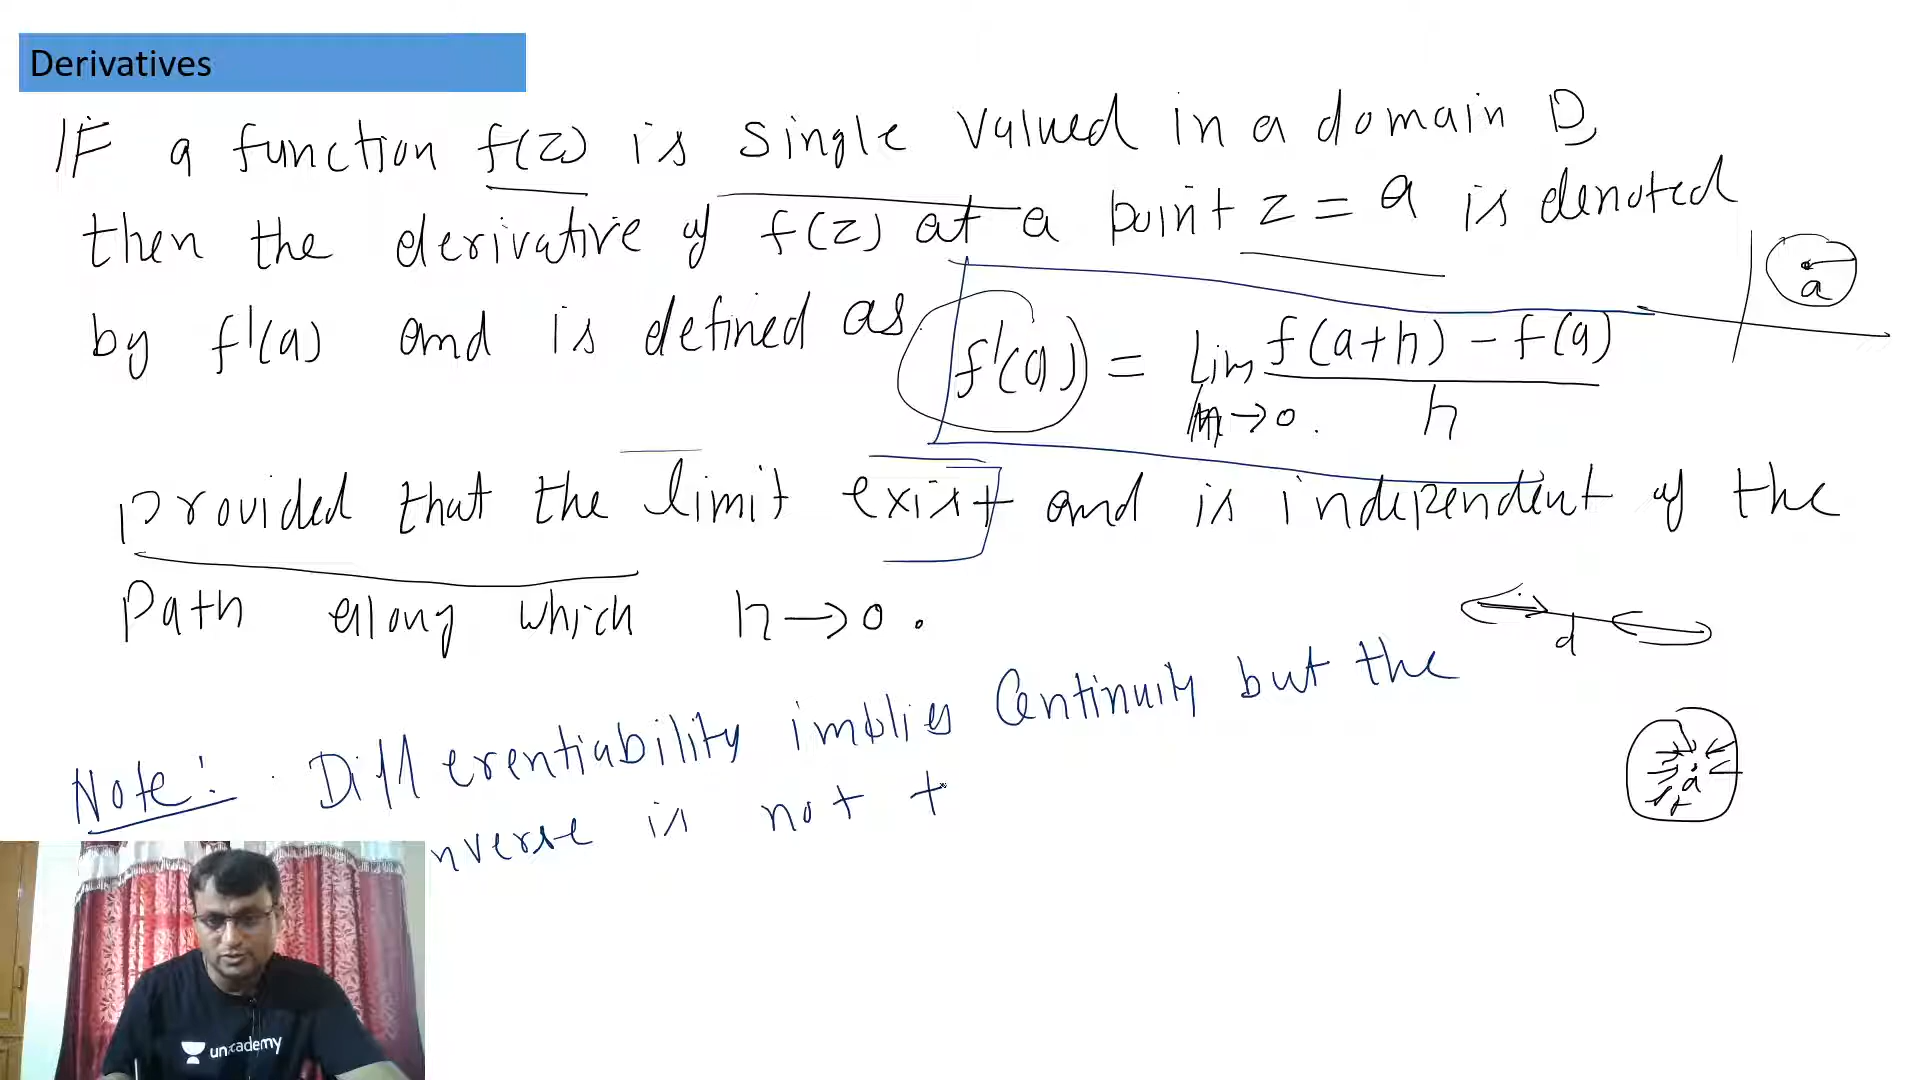 Derivatives
IF a function f(z) is single valued in a domain D,
then the derivative of f(z) at a point z = a is denoted
by f'(a) and is defined as
f'(a) = Lim f(a+h) - f(a)
h→0. h
provided that the limit exist and is independent of the
Path along which h→0.
Note: Differentiability implies Continuity but the
nverse is not t
a
d
a
unacademy